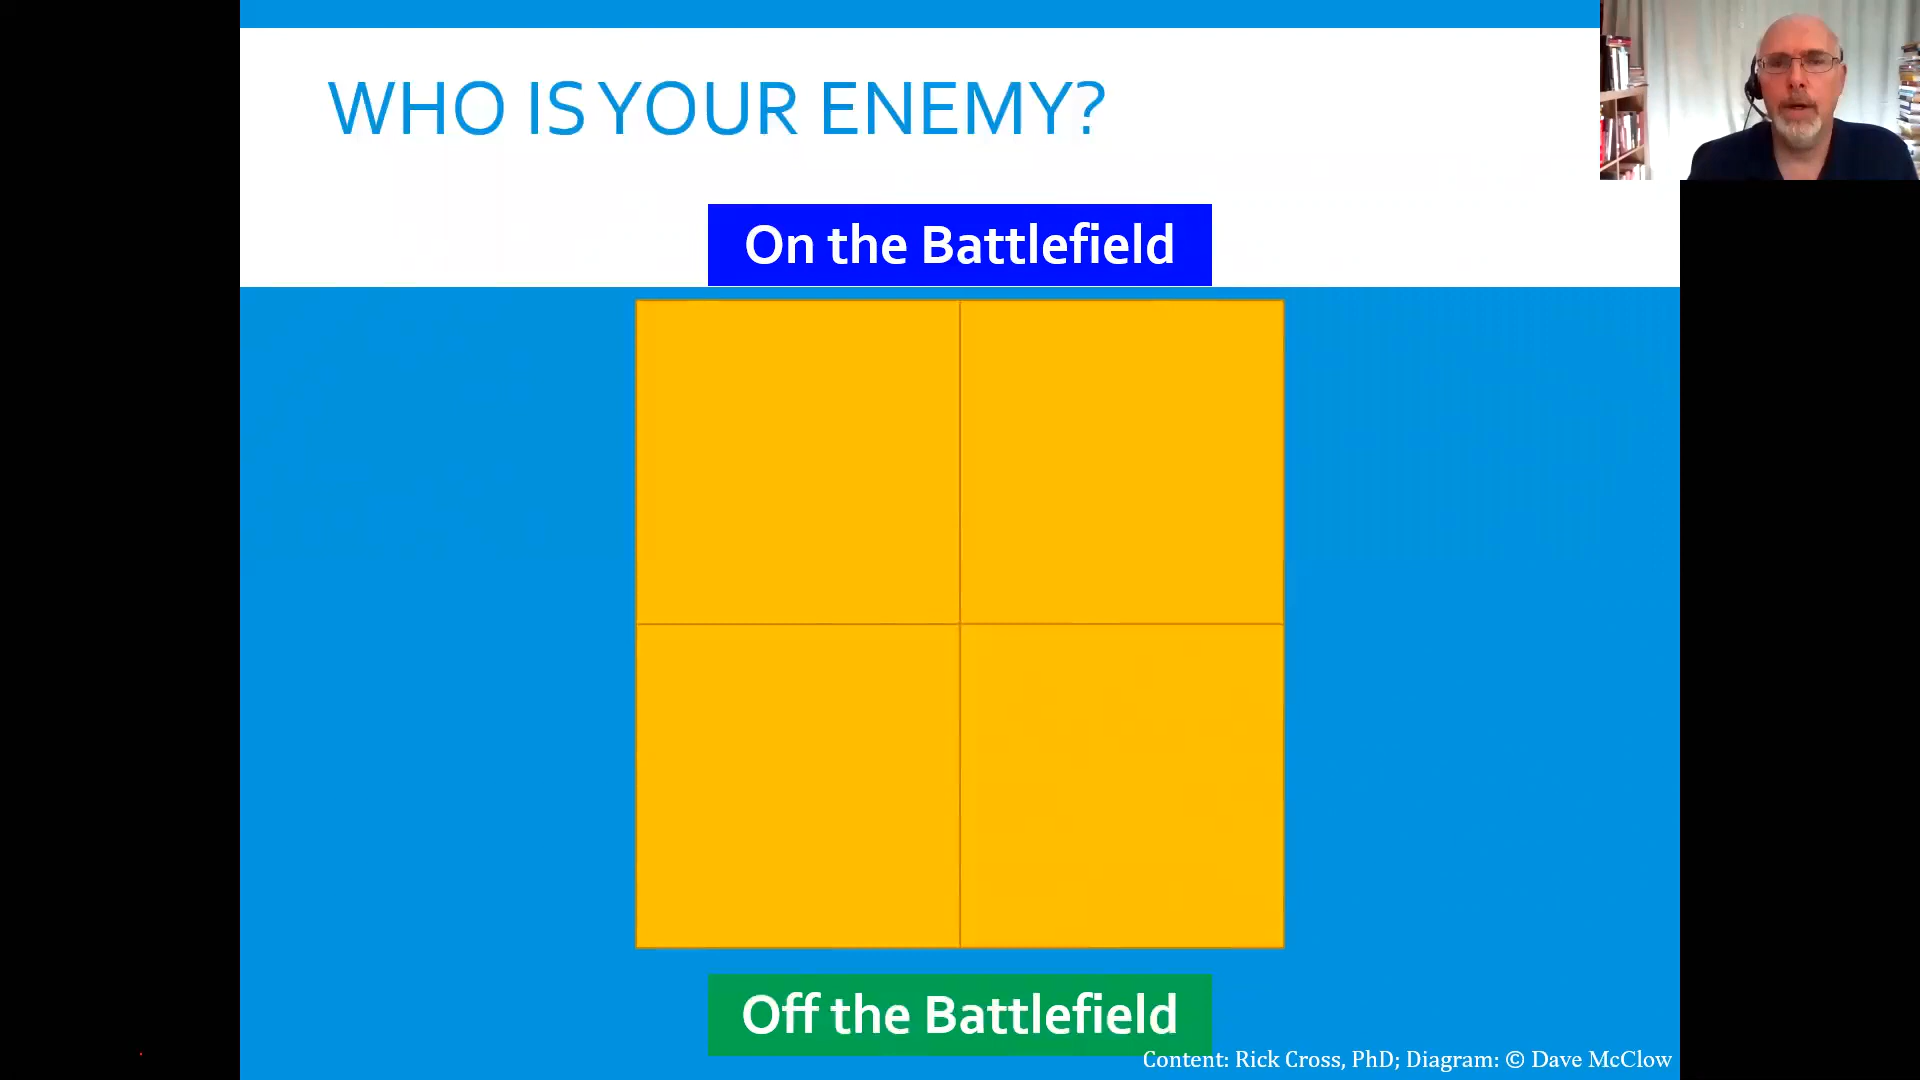 WHO IS YOUR ENEMY?
On the Battlefield
Off the Battlefield
Content: Rick Cross, PhD; Diagram: © Dave McClow